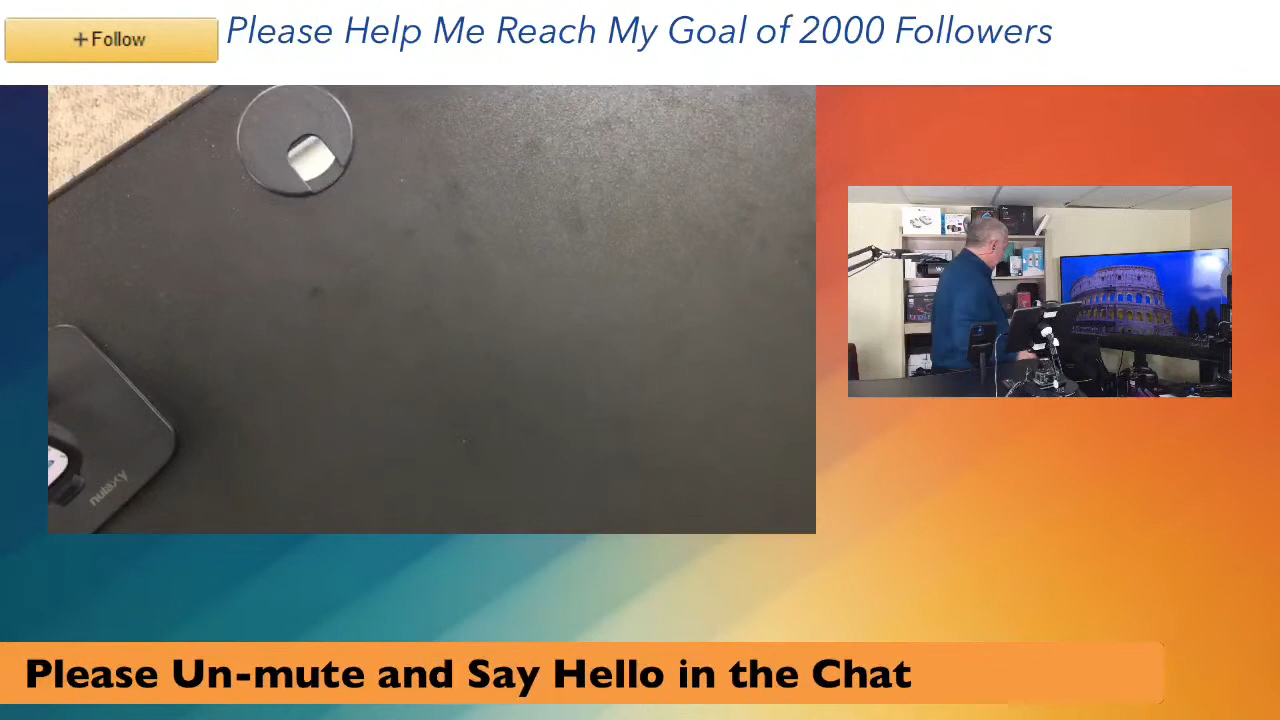 +Follow
Please Help Me Reach My Goal of 2000 Followers
nulaxy
Please Un-mute and Say Hello in the Chat